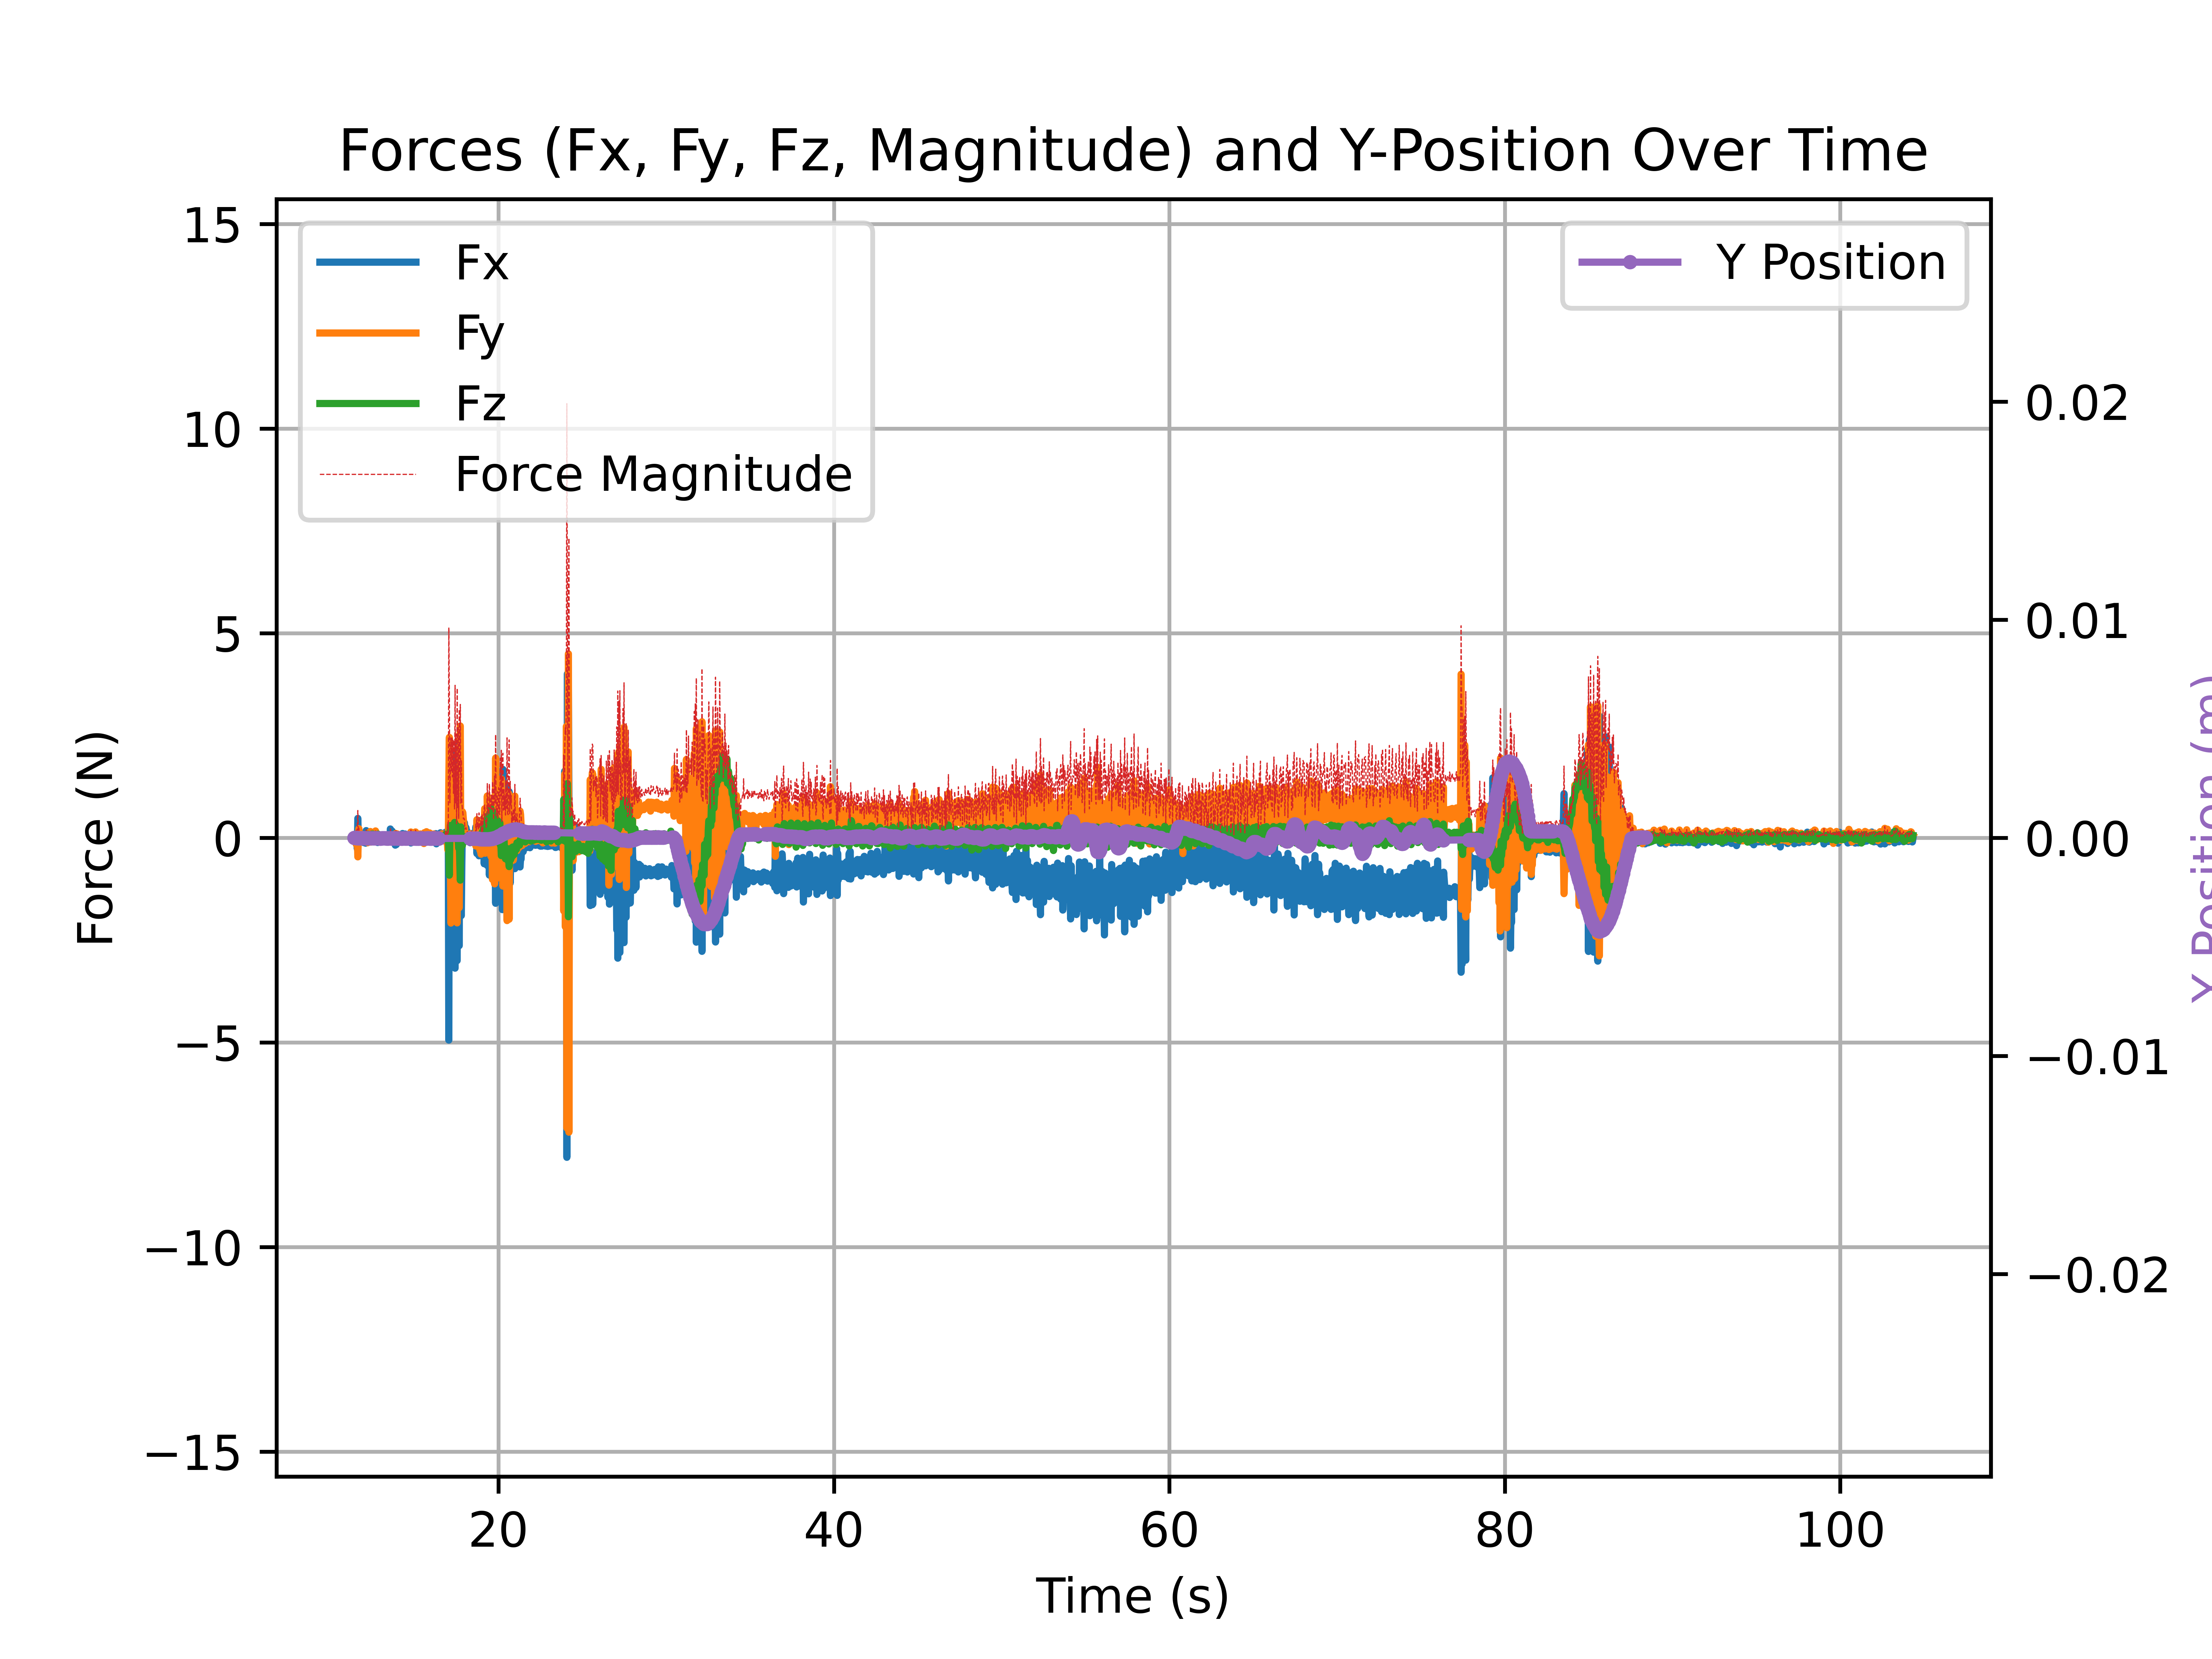 Forces (Fx, Fy, Fz, Magnitude) and Y-Position Over Time
Fx
Fy
Fz
Force Magnitude
Y Position
15
10
5
0
−5
−10
−15
Force (N)
0.02
0.01
0.00
−0.01
−0.02
Y Position (m)
20
40
60
80
100
Time (s)